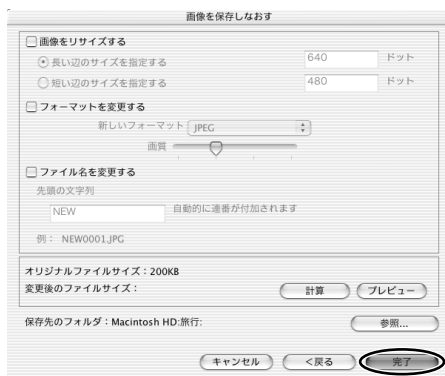 画像を保存しなおす
画像をリサイズする
長い辺のサイズを指定する 640 ドット
短い辺のサイズを指定する 480 ドット
フォーマットを変更する
新しいフォーマット JPEG
画質
ファイル名を変更する
先頭の文字列
NEW 自動的に連番が付加されます
例： NEW0001.JPG
オリジナルファイルサイズ：200KB
変更後のファイルサイズ： 計算 プレビュー
保存先のフォルダ：Macintosh HD:旅行: 参照...
キャンセル <戻る 完了